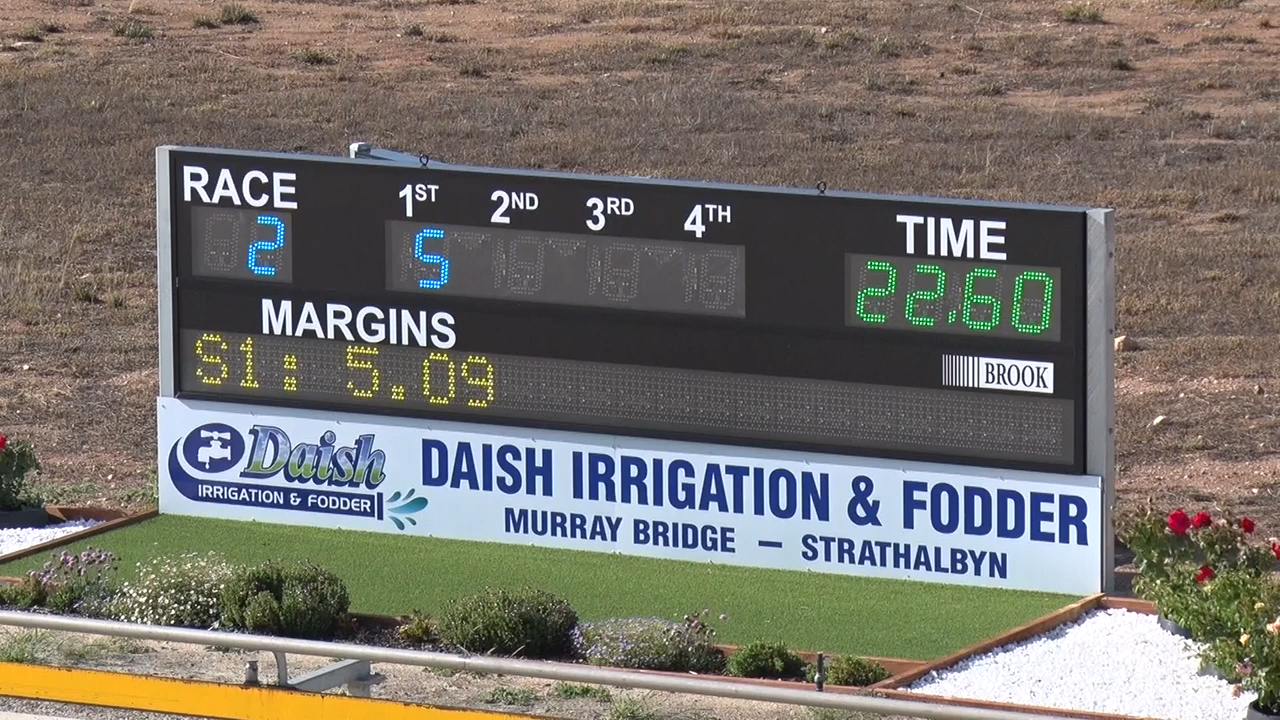 RACE 1ST 2ND 3RD 4TH TIME
2 5 22.60
MARGINS
S1: 5.09
BROOK
Daish
IRRIGATION & FODDER
DAISH IRRIGATION & FODDER
MURRAY BRIDGE — STRATHALBYN